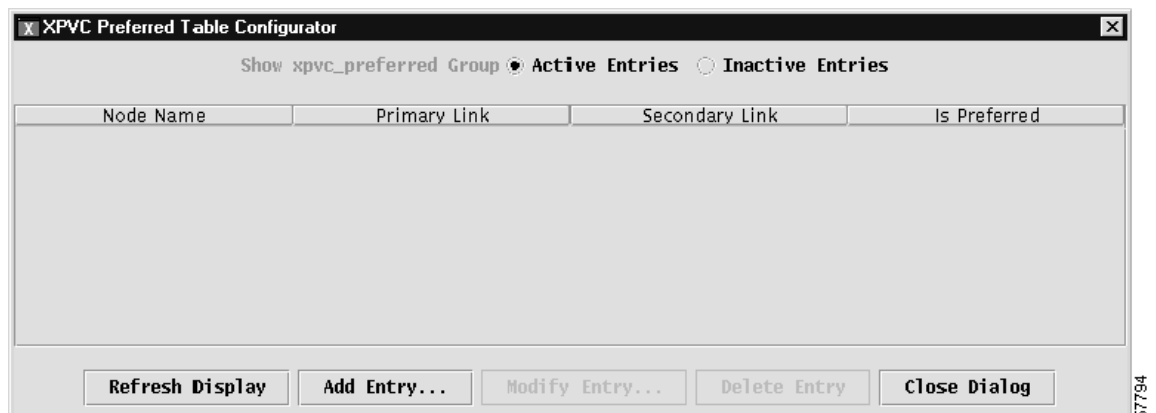 X XPVC Preferred Table Configurator X
Show xpvc_preferred Group Active Entries Inactive Entries
Node Name Primary Link Secondary Link Is Preferred
Refresh Display Add Entry... Modify Entry... Delete Entry Close Dialog
57794